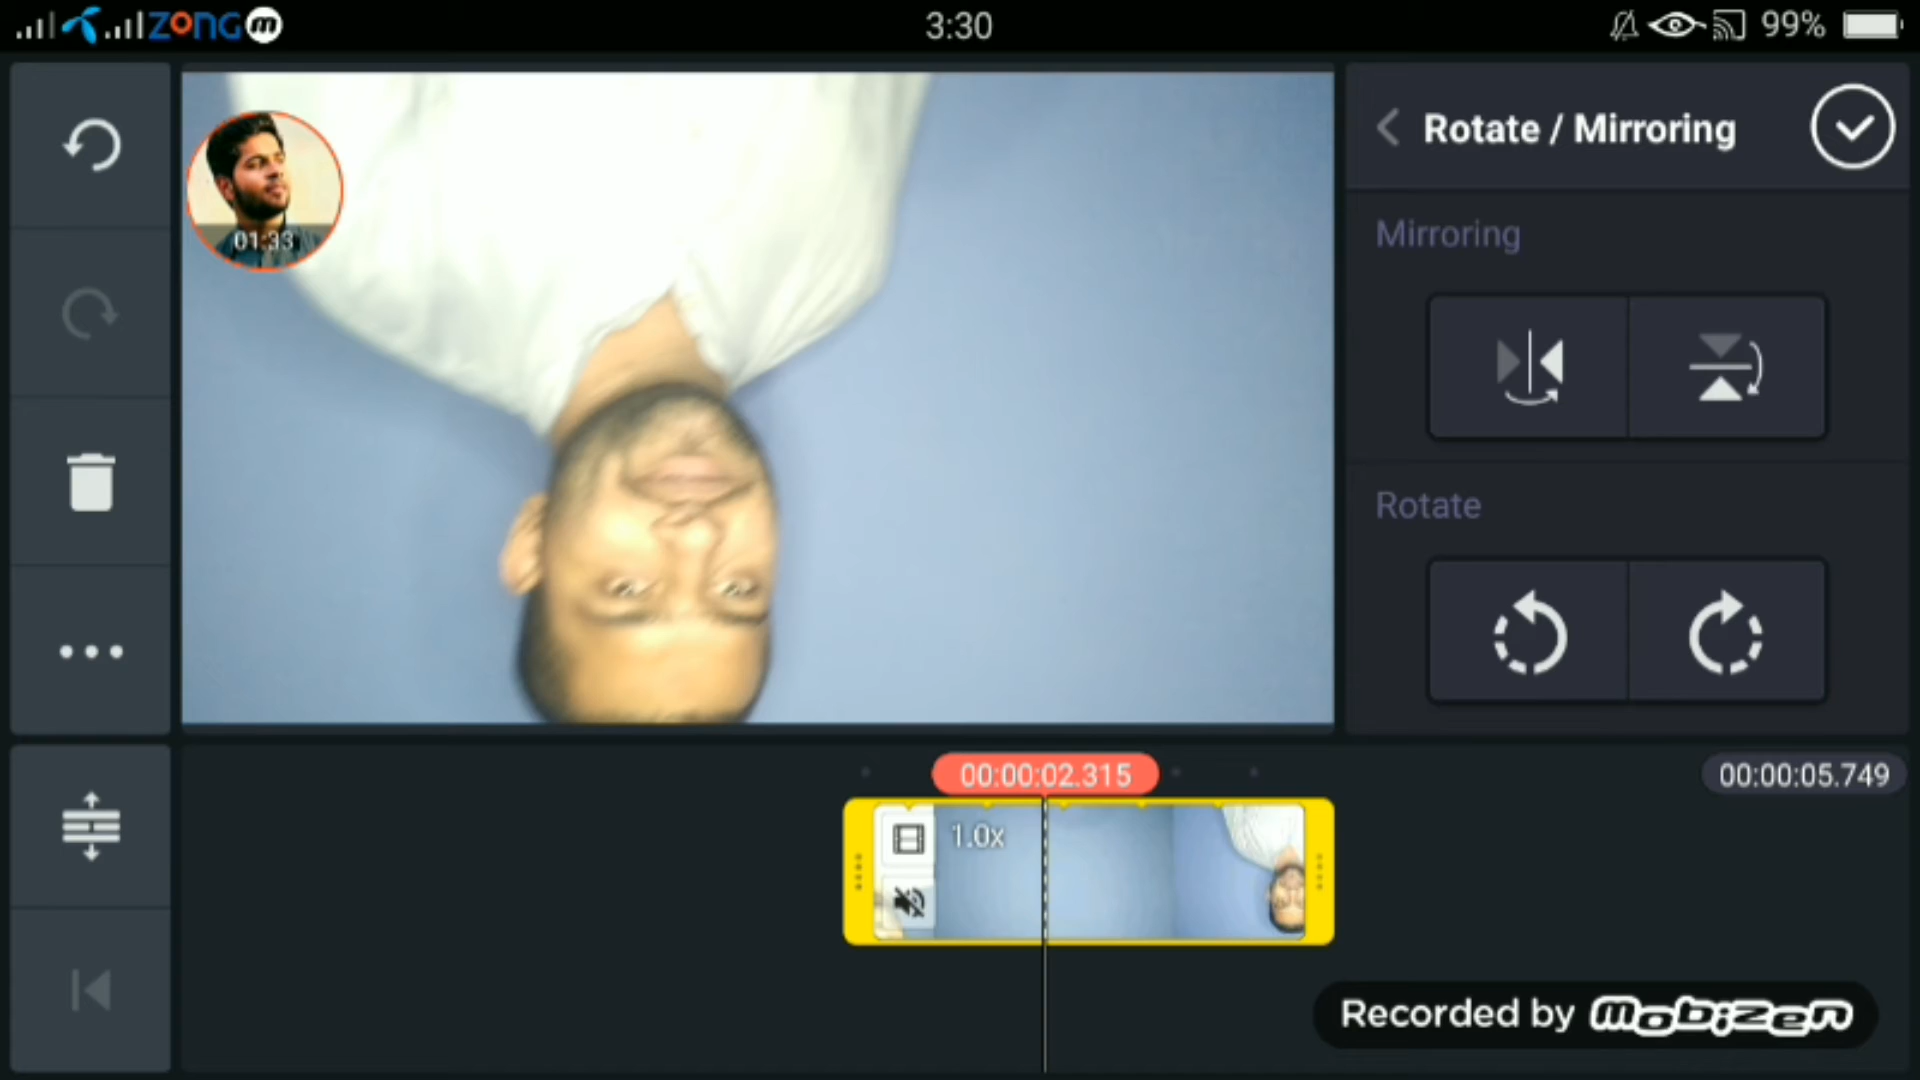 ZONG m 3:30 99%
01:33
Rotate / Mirroring
Mirroring
Rotate
00:00:02.315
00:00:05.749
1.0x
Recorded by mobizen